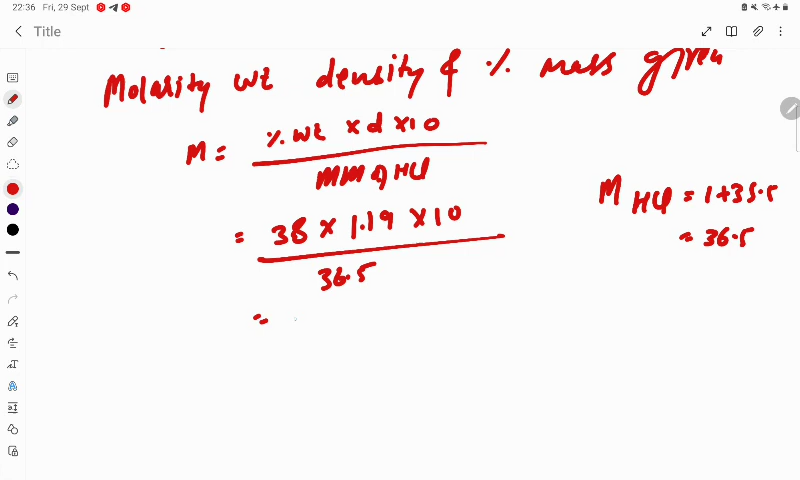 22:36 Fri, 29 Sept
Title
Molarity wt density & % mass given
M = % wt x d x 10
MM of HCl
= 38 x 1.19 x 10
36.5
=
M HCl = 1+35.5
= 36.5